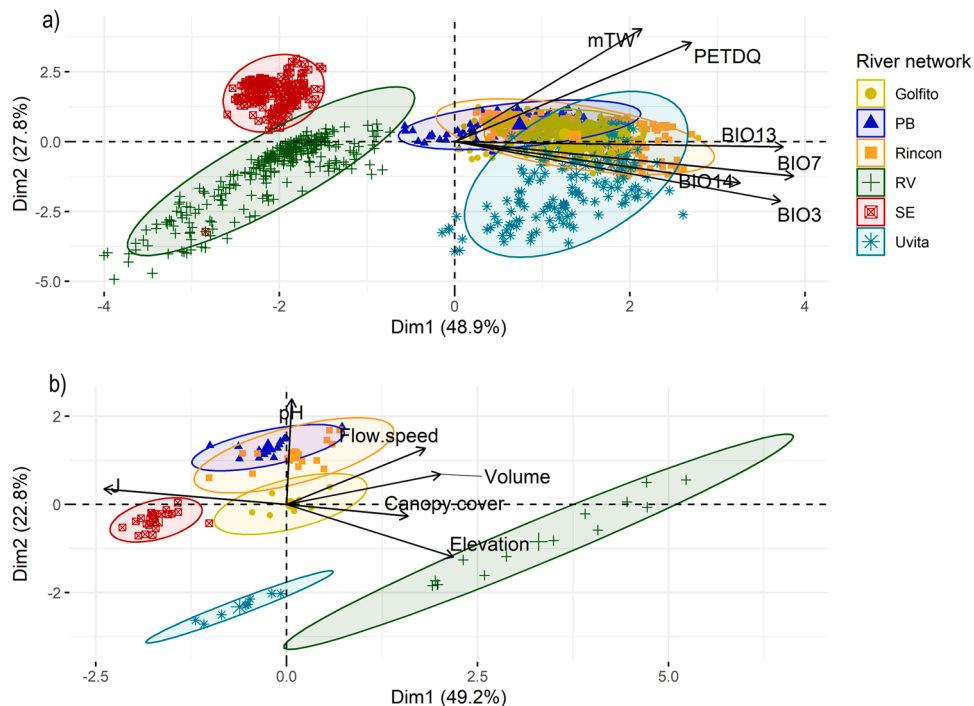 a)
mTW
PETDQ
BIO13
BIO7
BIO14
BIO3
2.5
0.0
-2.5
-5.0
Dim2 (27.8%)
-4
-2
0
2
4
Dim1 (48.9%)
River network
Golfito
PB
Rincon
RV
SE
Uvita
b)
pH
Flow.speed
Volume
J
Canopy.cover
Elevation
2
0
-2
Dim2 (22.8%)
-2.5
0.0
2.5
5.0
Dim1 (49.2%)